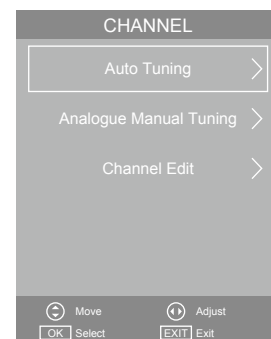 CHANNEL
Auto Tuning
Analogue Manual Tuning
Channel Edit
Move Adjust
OK Select EXIT Exit